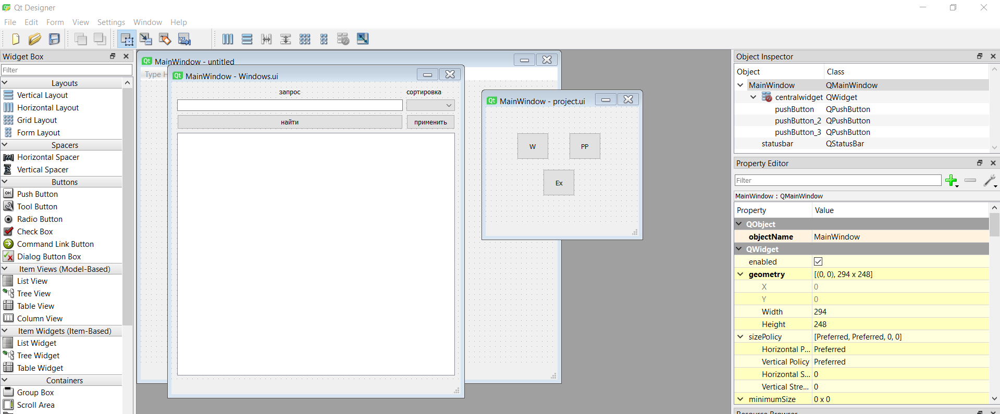 Qt Designer
File Edit Form View Settings Window Help
Widget Box
Filter
Layouts
Vertical Layout
Horizontal Layout
Grid Layout
Form Layout
Spacers
Horizontal Spacer
Vertical Spacer
Buttons
Push Button
Tool Button
Radio Button
Check Box
Command Link Button
Dialog Button Box
Item Views (Model-Based)
List View
Tree View
Table View
Column View
Item Widgets (Item-Based)
List Widget
Tree Widget
Table Widget
Containers
Group Box
Scroll Area
MainWindow - untitled
Type H
MainWindow - Windows.ui
запрос
сортировка
найти
применить
MainWindow - project.ui
W
PP
Ex
Object Inspector
Object Class
MainWindow QMainWindow
centralwidget QWidget
pushButton QPushButton
pushButton_2 QPushButton
pushButton_3 QPushButton
statusbar QStatusBar
Property Editor
Filter
MainWindow : QMainWindow
Property Value
QObject
objectName MainWindow
QWidget
enabled
geometry [(0, 0), 294 x 248]
X 0
Y 0
Width 294
Height 248
sizePolicy [Preferred, Preferred, 0, 0]
Horizontal P... Preferred
Vertical Policy Preferred
Horizontal S... 0
Vertical Stre... 0
minimumSize 0 x 0
Resource Browser